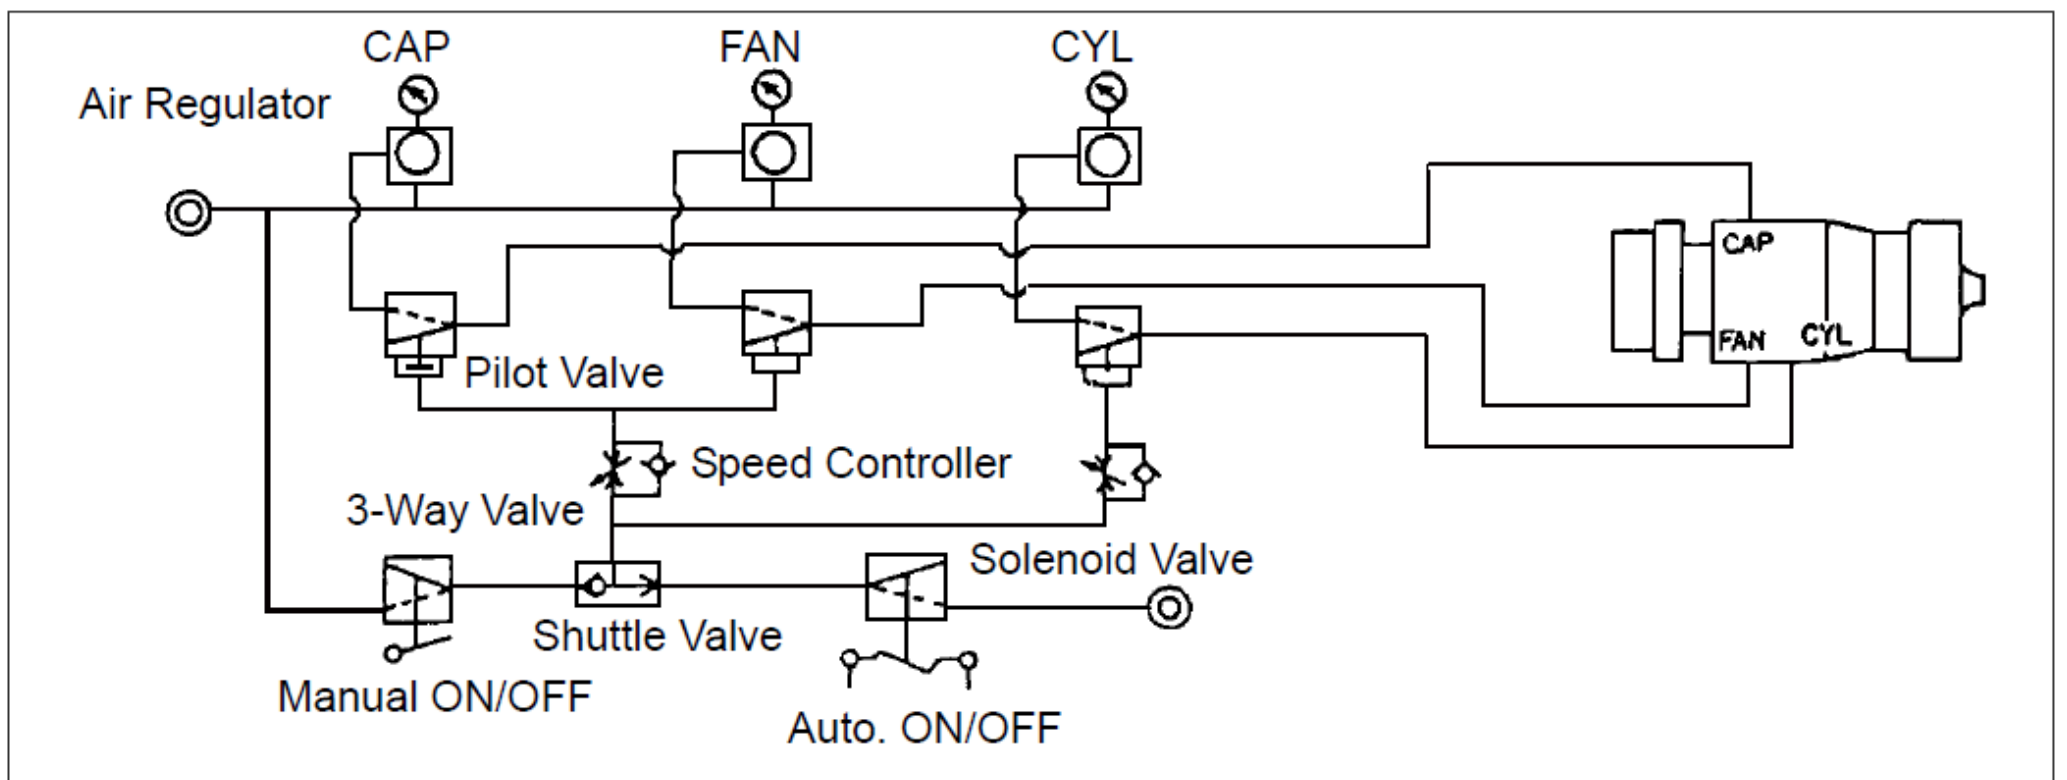 CAP
FAN
CYL
Air Regulator
CAP
FAN
CYL
Pilot Valve
Speed Controller
3-Way Valve
Solenoid Valve
Shuttle Valve
Manual ON/OFF
Auto. ON/OFF